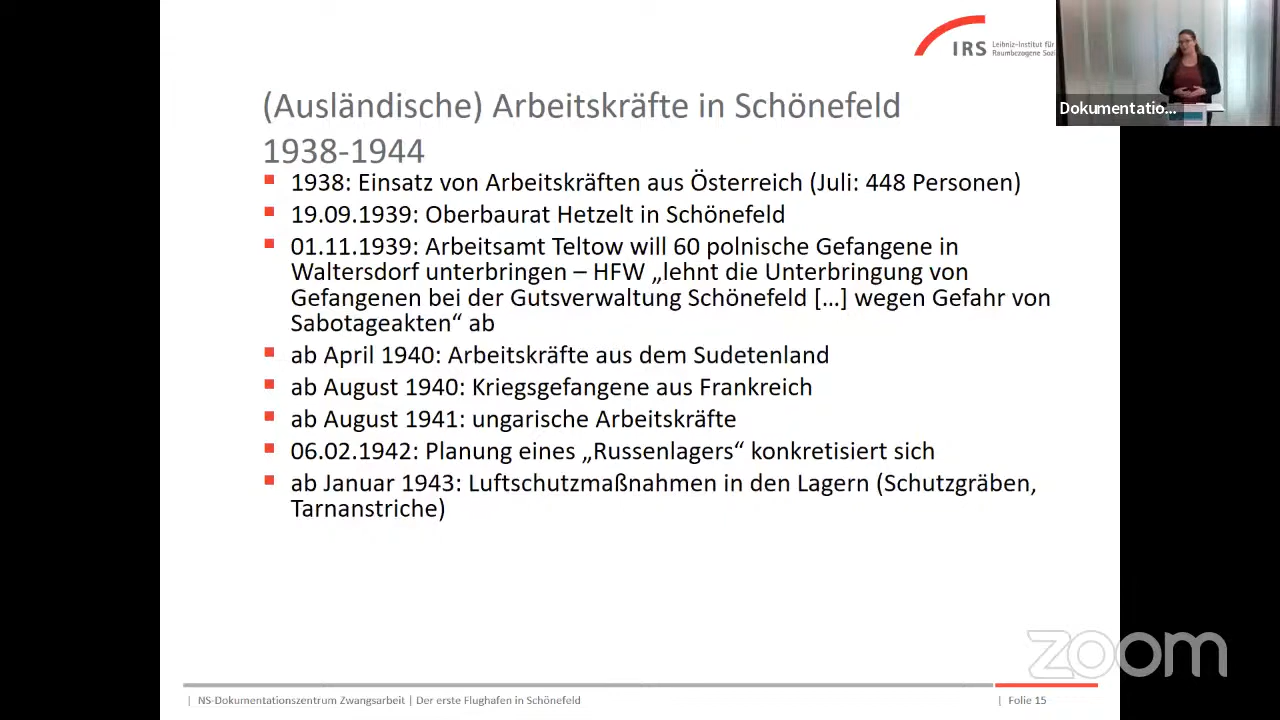 IRS Leibniz-Institut für
Raumbezogene
Dokumentatio...
(Ausländische) Arbeitskräfte in Schönefeld
1938-1944
1938: Einsatz von Arbeitskräften aus Österreich (Juli: 448 Personen)
19.09.1939: Oberbaurat Hetzelt in Schönefeld
01.11.1939: Arbeitsamt Teltow will 60 polnische Gefangene in
Waltersdorf unterbringen – HFW „lehnt die Unterbringung von
Gefangenen bei der Gutsverwaltung Schönefeld […] wegen Gefahr von
Sabotageakten“ ab
ab April 1940: Arbeitskräfte aus dem Sudetenland
ab August 1940: Kriegsgefangene aus Frankreich
ab August 1941: ungarische Arbeitskräfte
06.02.1942: Planung eines „Russenlagers“ konkretisiert sich
ab Januar 1943: Luftschutzmaßnahmen in den Lagern (Schutzgräben,
Tarnanstriche)
zoom
| NS-Dokumentationszentrum Zwangsarbeit | Der erste Flughafen in Schönefeld
| Folie 15